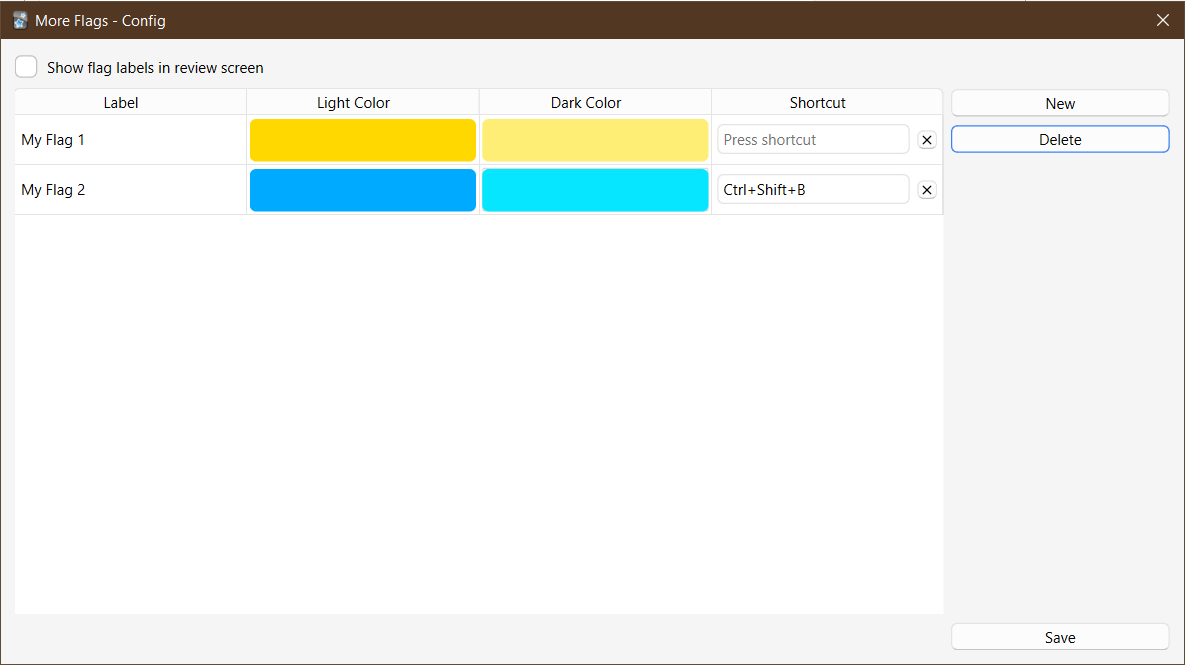 More Flags - Config
Show flag labels in review screen
Label Light Color Dark Color Shortcut
New
My Flag 1 Press shortcut
Delete
My Flag 2 Ctrl+Shift+B
Save